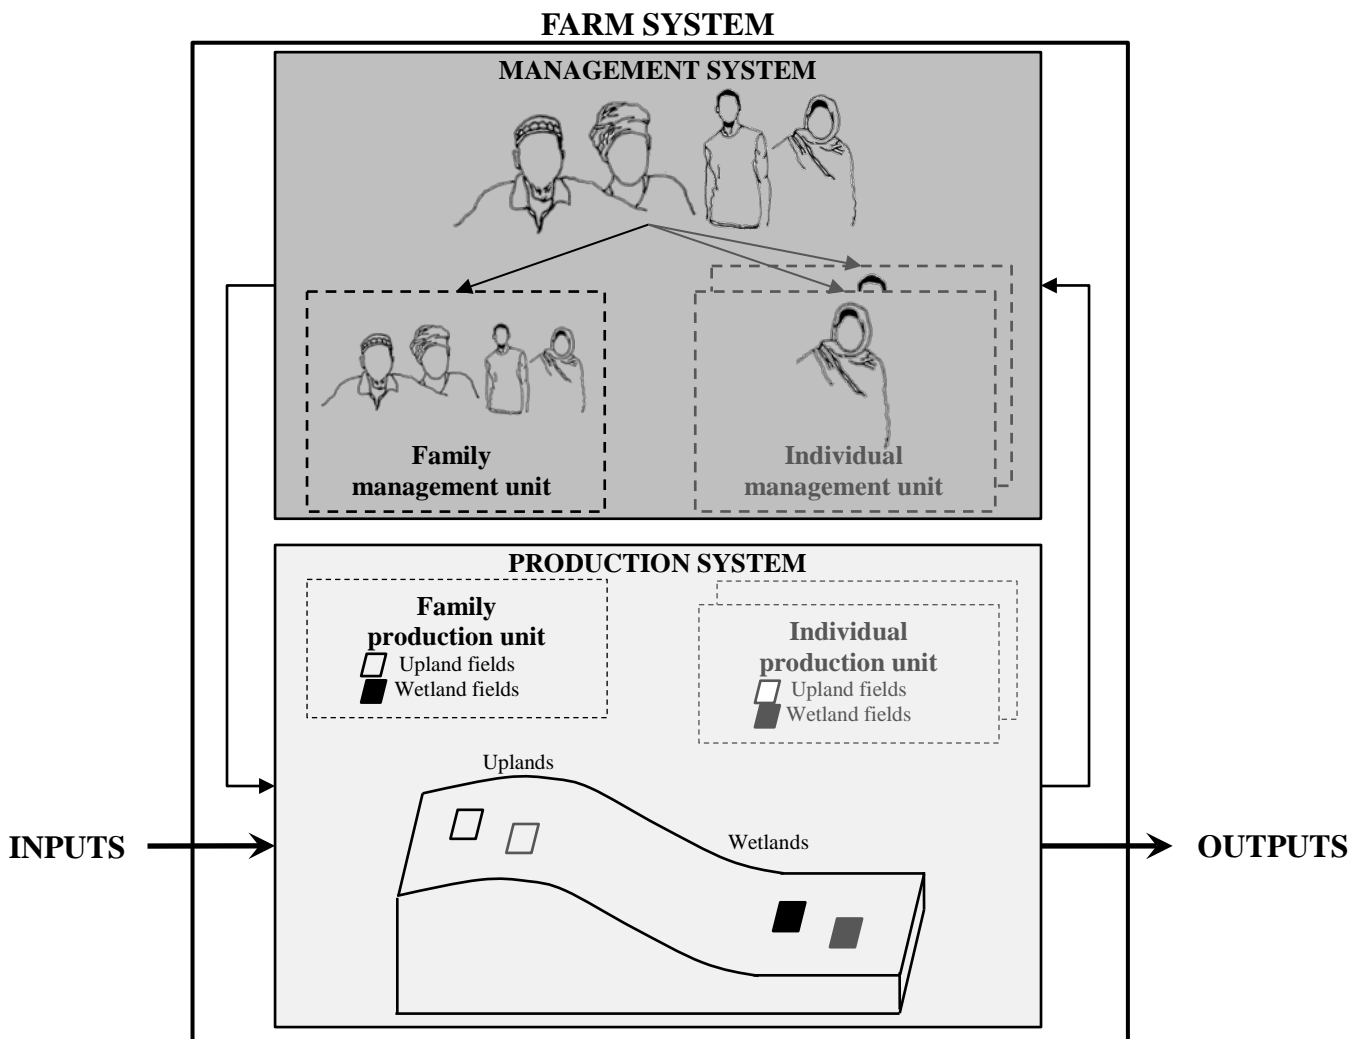 FARM SYSTEM
MANAGEMENT SYSTEM
Family
management unit
Individual
management unit
PRODUCTION SYSTEM
Family
production unit
Upland fields
Wetland fields
Individual
production unit
Upland fields
Wetland fields
Uplands
Wetlands
INPUTS
OUTPUTS